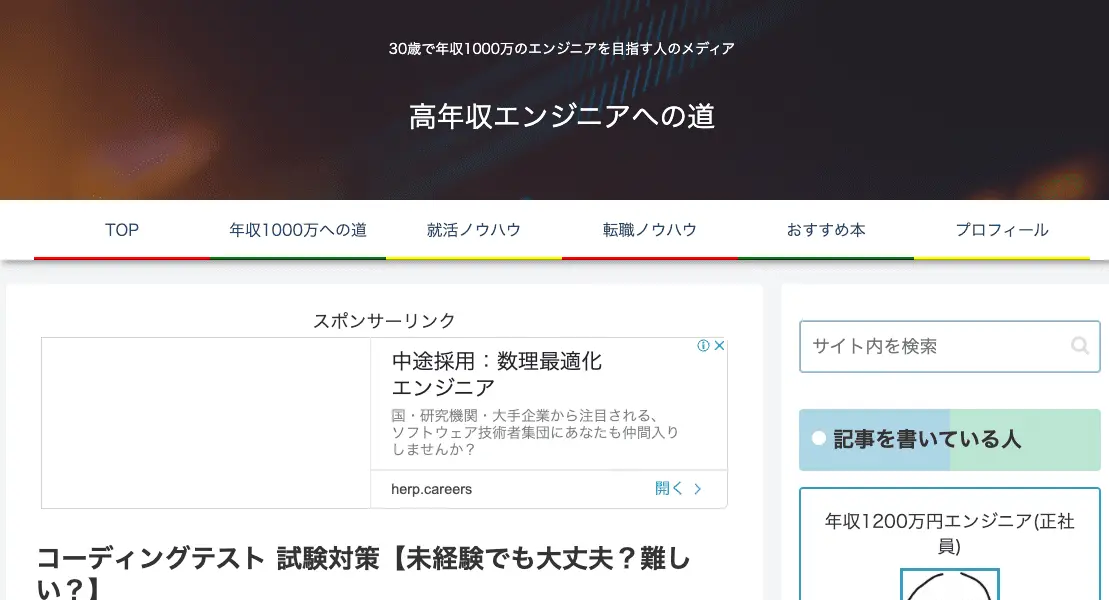 30歳で年収1000万のエンジニアを目指す人のメディア
高年収エンジニアへの道
TOP
年収1000万への道
就活ノウハウ
転職ノウハウ
おすすめ本
プロフィール
スポンサーリンク
中途採用：数理最適化
エンジニア
国・研究機関・大手企業から注目される、
ソフトウェア技術者集団にあなたも仲間入り
しませんか？
herp.careers
開く
コーディングテスト 試験対策【未経験でも大丈夫？難し
い？】
サイト内を検索
記事を書いている人
年収1200万円エンジニア(正社
員)